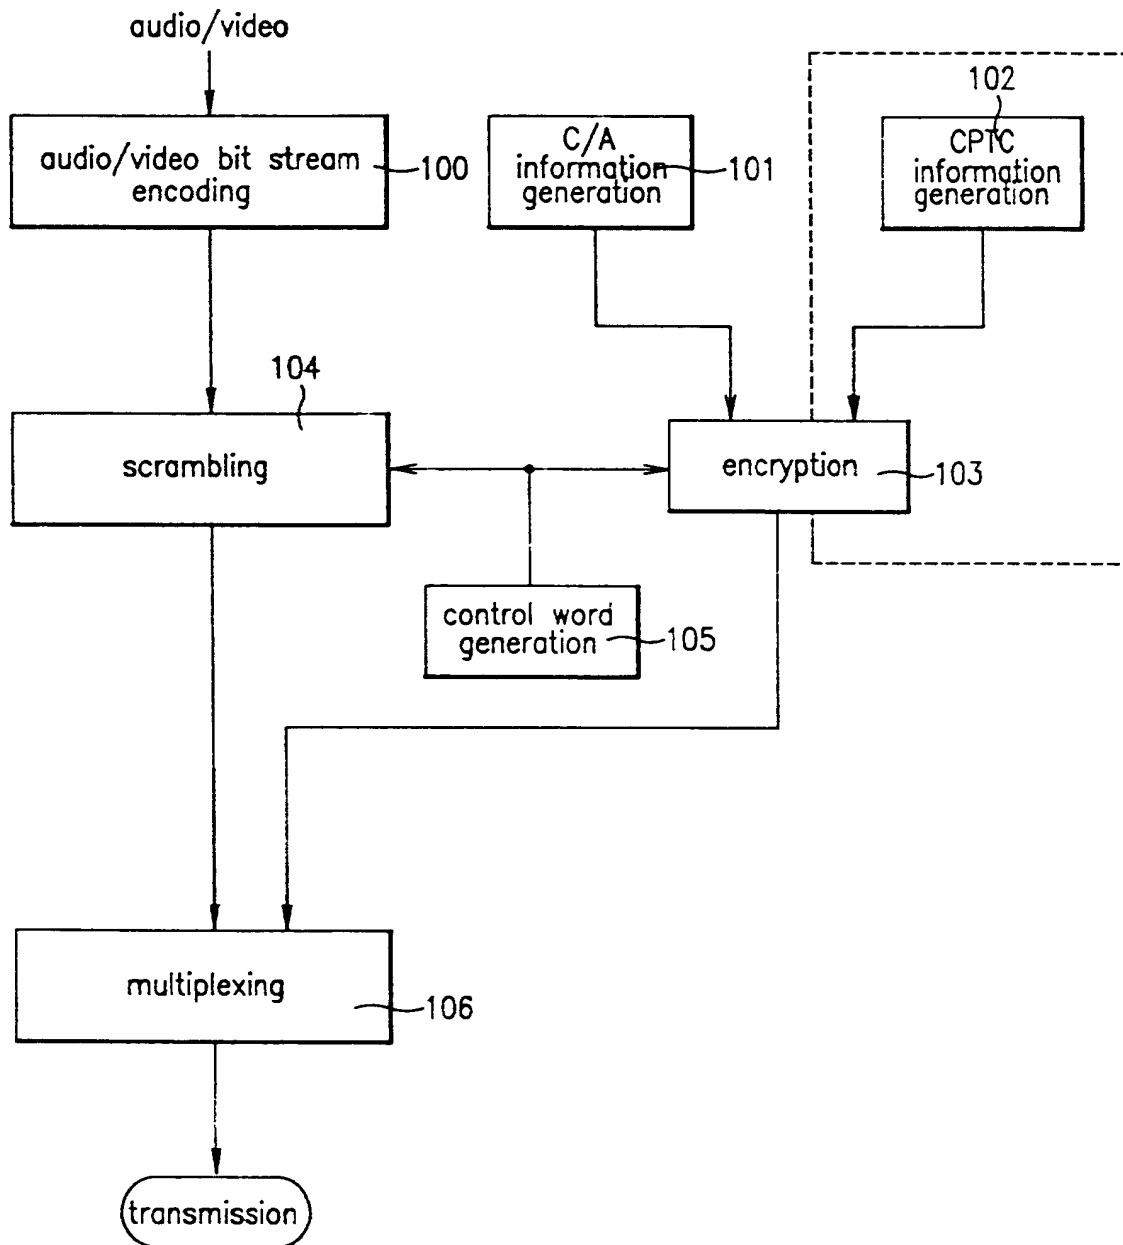 audio/video
audio/video bit stream
encoding
100
C/A
information
generation
101
102
CPTC
information
generation
104
scrambling
encryption
103
control word
generation
105
multiplexing
106
transmission